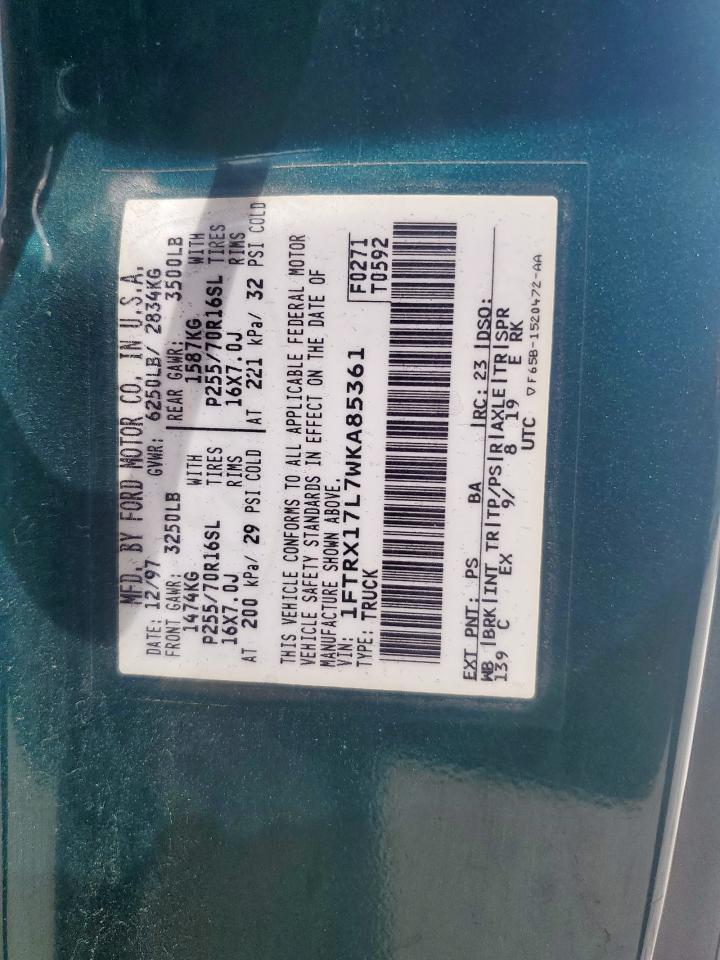 MFD. BY FORD MOTOR CO. IN U.S.A.
DATE: 12/97 GVWR: 6250LB/ 2834KG
FRONT GAWR: 3250LB REAR GAWR: 3500LB
1474KG WITH 1587KG WITH
P255/70R16SL TIRES P255/70R16SL TIRES
16X7.0J RIMS 16X7.0J RIMS
AT 200 kPa/ 29 PSI COLD AT 221 kPa/ 32 PSI COLD
THIS VEHICLE CONFORMS TO ALL APPLICABLE FEDERAL MOTOR
VEHICLE SAFETY STANDARDS IN EFFECT ON THE DATE OF
MANUFACTURE SHOWN ABOVE.
VIN: 1FTRX17L7WKA85361 F0271
TYPE: TRUCK T0592
EXT PNT: PS BA RC: 23 DSO:
WB BRK INT TR TP/PS R AXLE TR SPR
139 C EX 9/ 8 19 E RK
UTC ▽F65B-1520472-AA